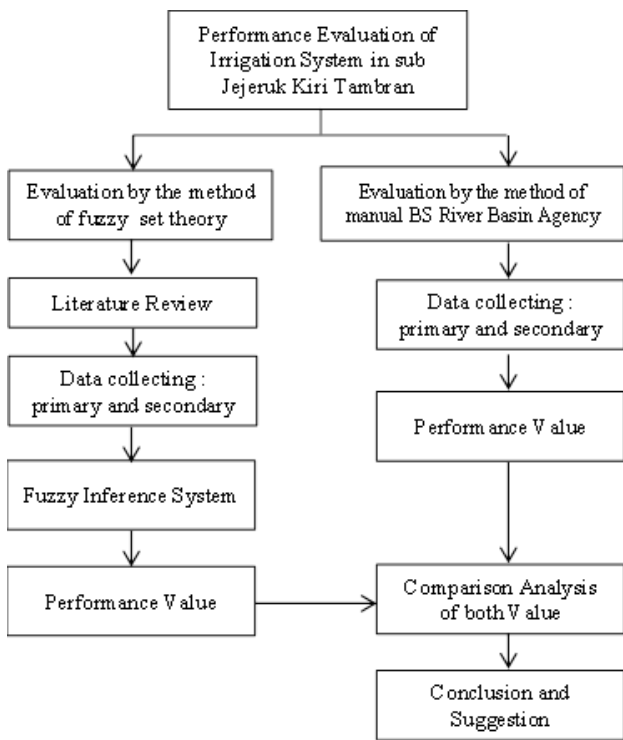 Performance Evaluation of
Irrigation System in sub
Jejeruk Kiri Tambran
Evaluation by the method
of fuzzy set theory
Evaluation by the method of
manual BS River Basin Agency
Literature Review
Data collecting :
primary and secondary
Data collecting :
primary and secondary
Performance Value
Fuzzy Inference System
Performance Value
Comparison Analysis
of both Value
Conclusion and
Suggestion